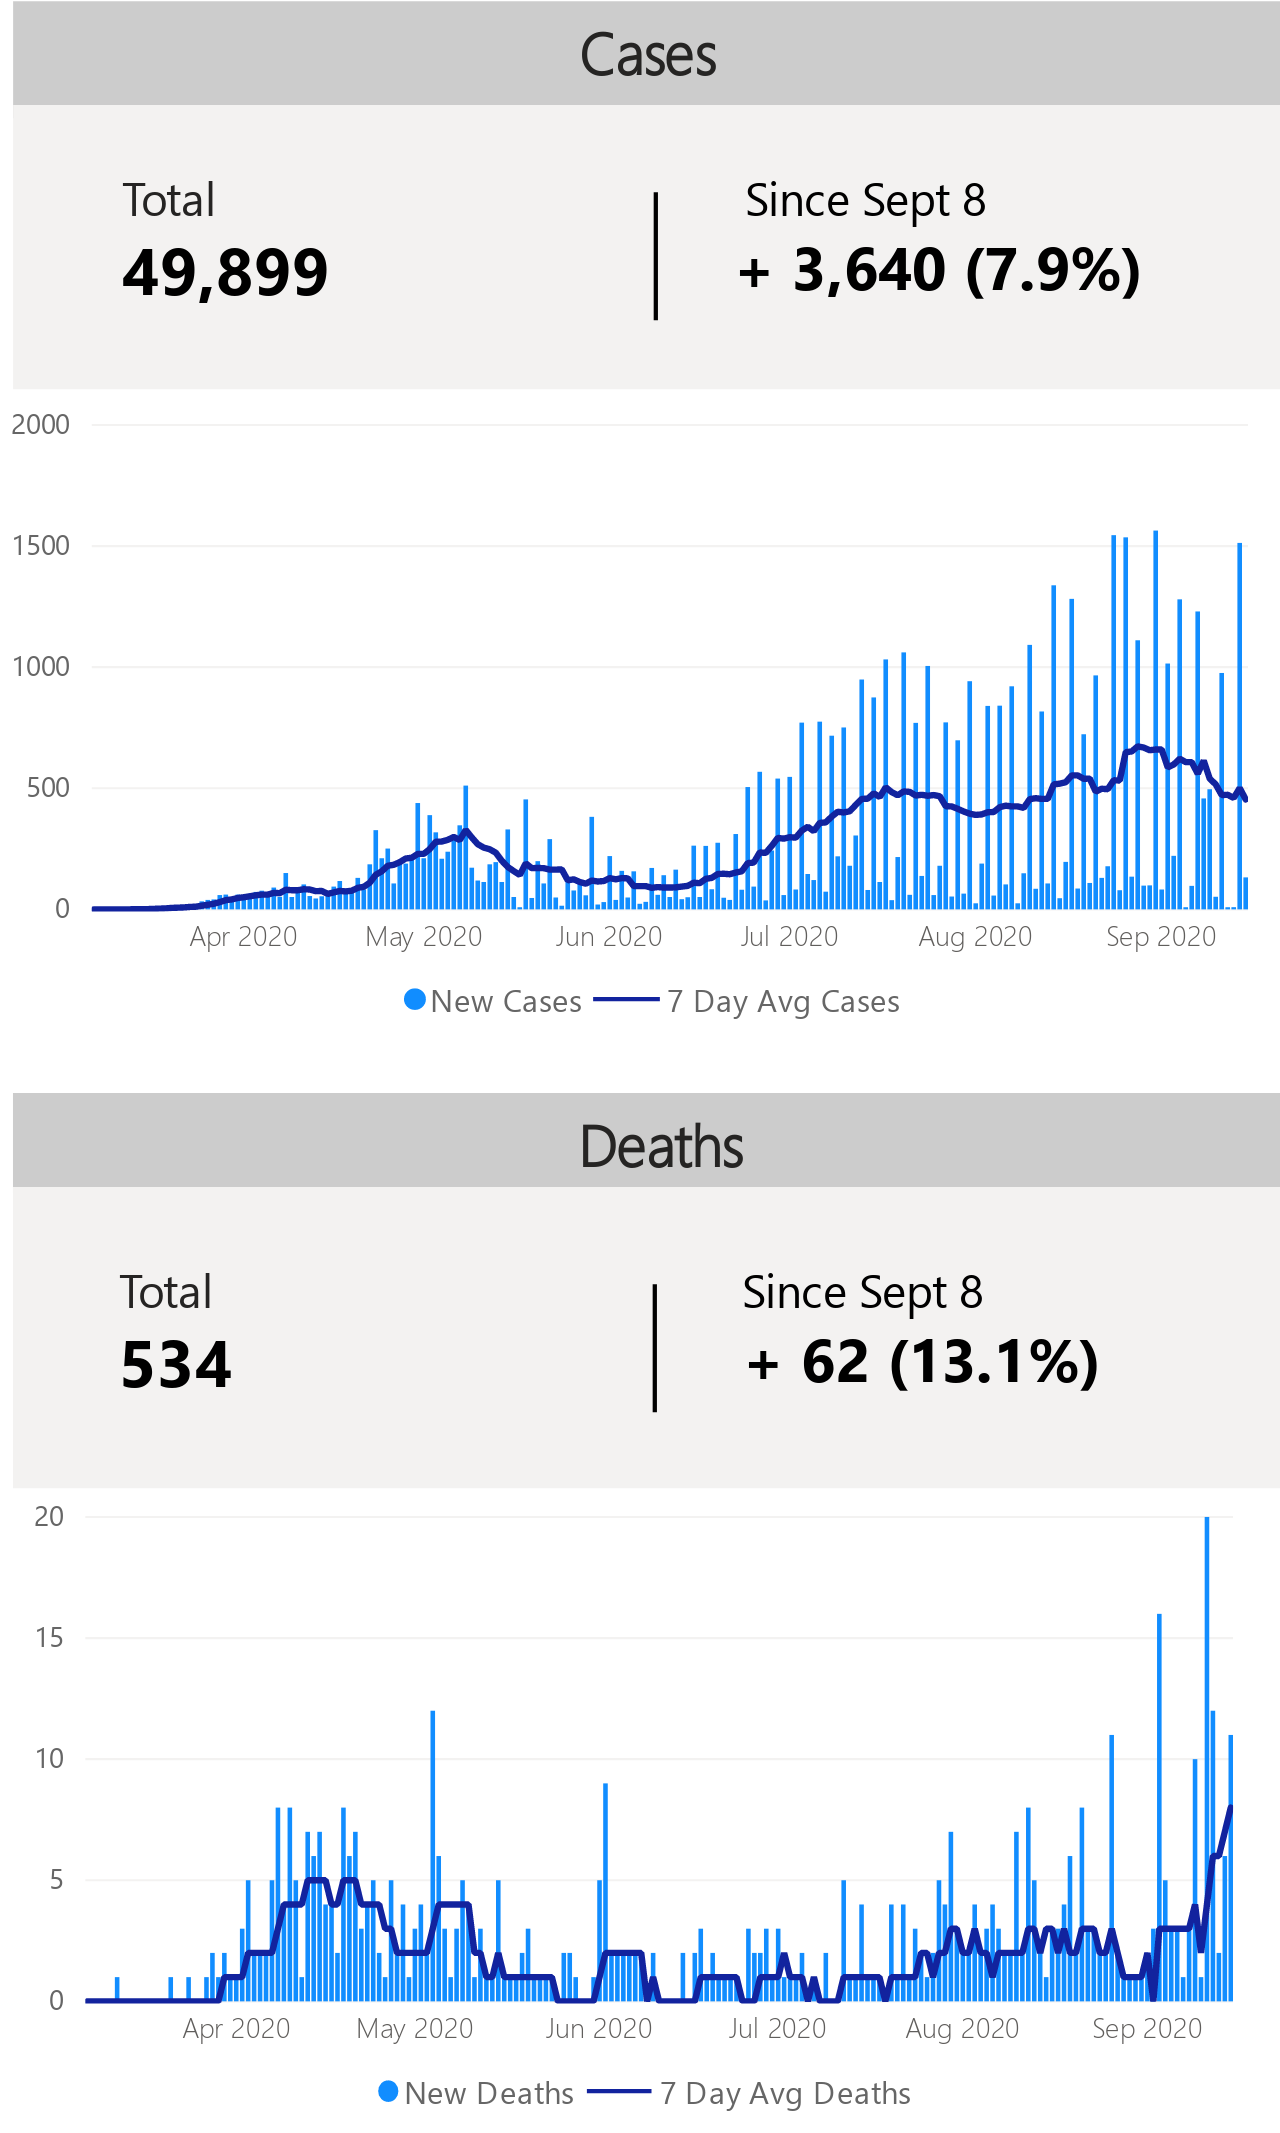 Cases
Total
Since Sept 8
49,899
+ 3,640 (7.9%)
2000
1500
1000
500
0
Apr 2020 May 2020 Jun 2020 Jul 2020 Aug 2020 Sep 2020
New Cases 7 Day Avg Cases
Deaths
Total
Since Sept 8
534
+ 62 (13.1%)
20
15
10
5
0
Apr 2020 May 2020 Jun 2020 Jul 2020 Aug 2020 Sep 2020
New Deaths 7 Day Avg Deaths